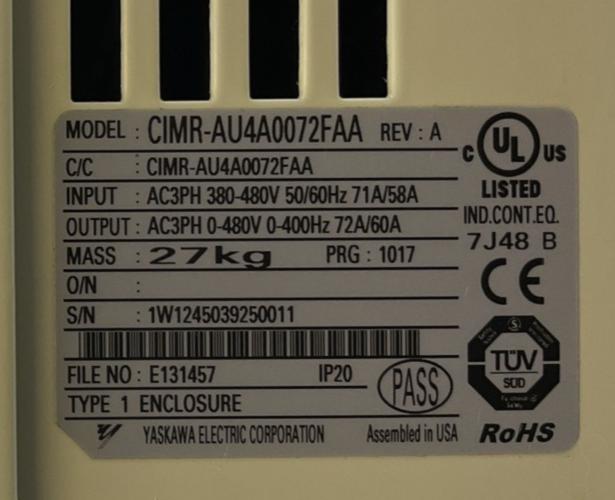 MODEL : CIMR-AU4A0072FAA REV : A
C/C : CIMR-AU4A0072FAA
INPUT : AC3PH 380-480V 50/60Hz 71A/58A
OUTPUT : AC3PH 0-480V 0-400Hz 72A/60A
MASS : 27kg PRG : 1017
O/N :
S/N : 1W1245039250011
FILE NO : E131457 IP20
TYPE 1 ENCLOSURE
PASS
YASKAWA ELECTRIC CORPORATION Assembled in USA
C UL US
LISTED
IND.CONT.EQ.
7J48 B
CE
TÜV
SÜD
RoHS